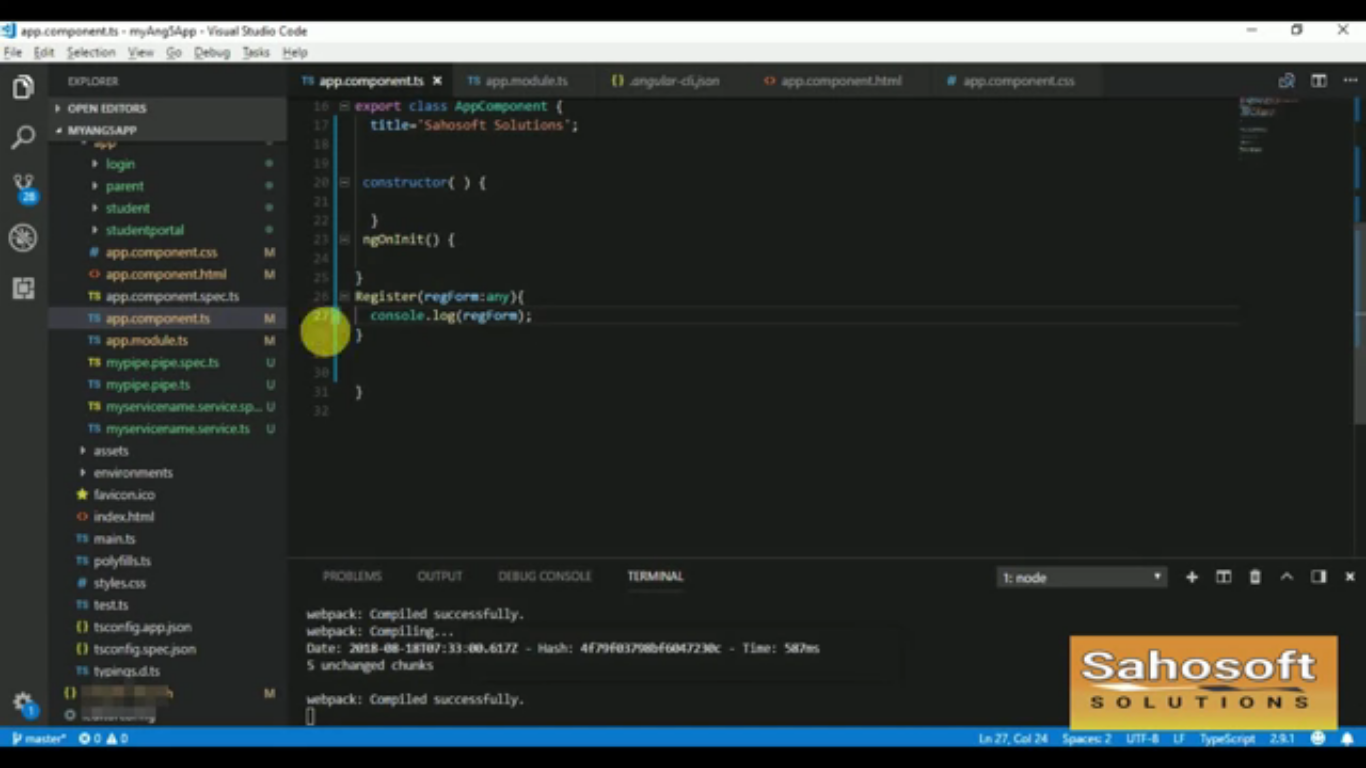 app.component.ts - myAng5App - Visual Studio Code
File Edit Selection View Go Debug Tasks Help
EXPLORER
OPEN EDITORS
MYANG5APP
app
login
parent
student
studentportal
app.component.css M
app.component.html M
app.component.spec.ts
app.component.ts M
app.module.ts M
mypipe.pipe.spec.ts U
mypipe.pipe.ts U
myservicename.service.sp... U
myservicename.service.ts U
assets
environments
favicon.ico
index.html
main.ts
polyfills.ts
styles.css
test.ts
tsconfig.app.json
tsconfig.spec.json
typings.d.ts
M
28
1
app.component.ts app.module.ts .angular-cli.json app.component.html app.component.css
16 export class AppComponent {
17 title='Sahosoft Solutions';
18
19
20 constructor( ) {
21
22 }
23 ngOnInit() {
24
25 }
26 Register(regForm:any){
27 console.log(regForm);
}
30
31 }
32
PROBLEMS OUTPUT DEBUG CONSOLE TERMINAL 1: node
webpack: Compiled successfully.
webpack: Compiling...
Date: 2018-08-18T07:33:00.617Z - Hash: 4f79f03798bf6047230c - Time: 587ms
5 unchanged chunks
webpack: Compiled successfully.
Sahosoft
SOLUTIONS
master* 0 0 Ln 27, Col 24 Spaces: 2 UTF-8 LF TypeScript 2.9.1